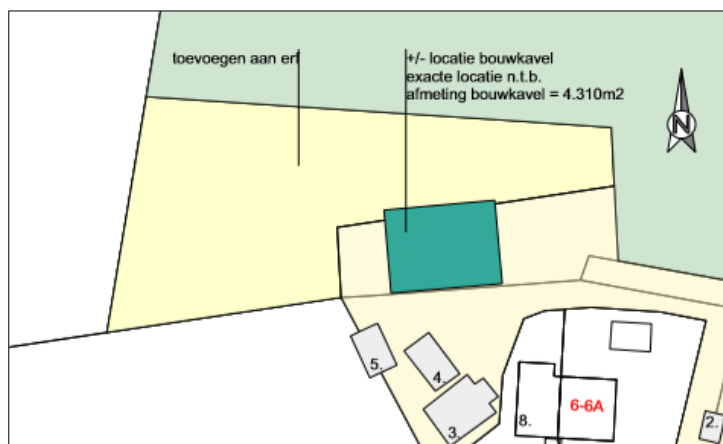 toevoegen aan erf
+/- locatie bouwkavel
exacte locatie n.t.b.
afmeting bouwkavel = 4.310m2
N
5.
4.
3.
8.
6-6A
2.